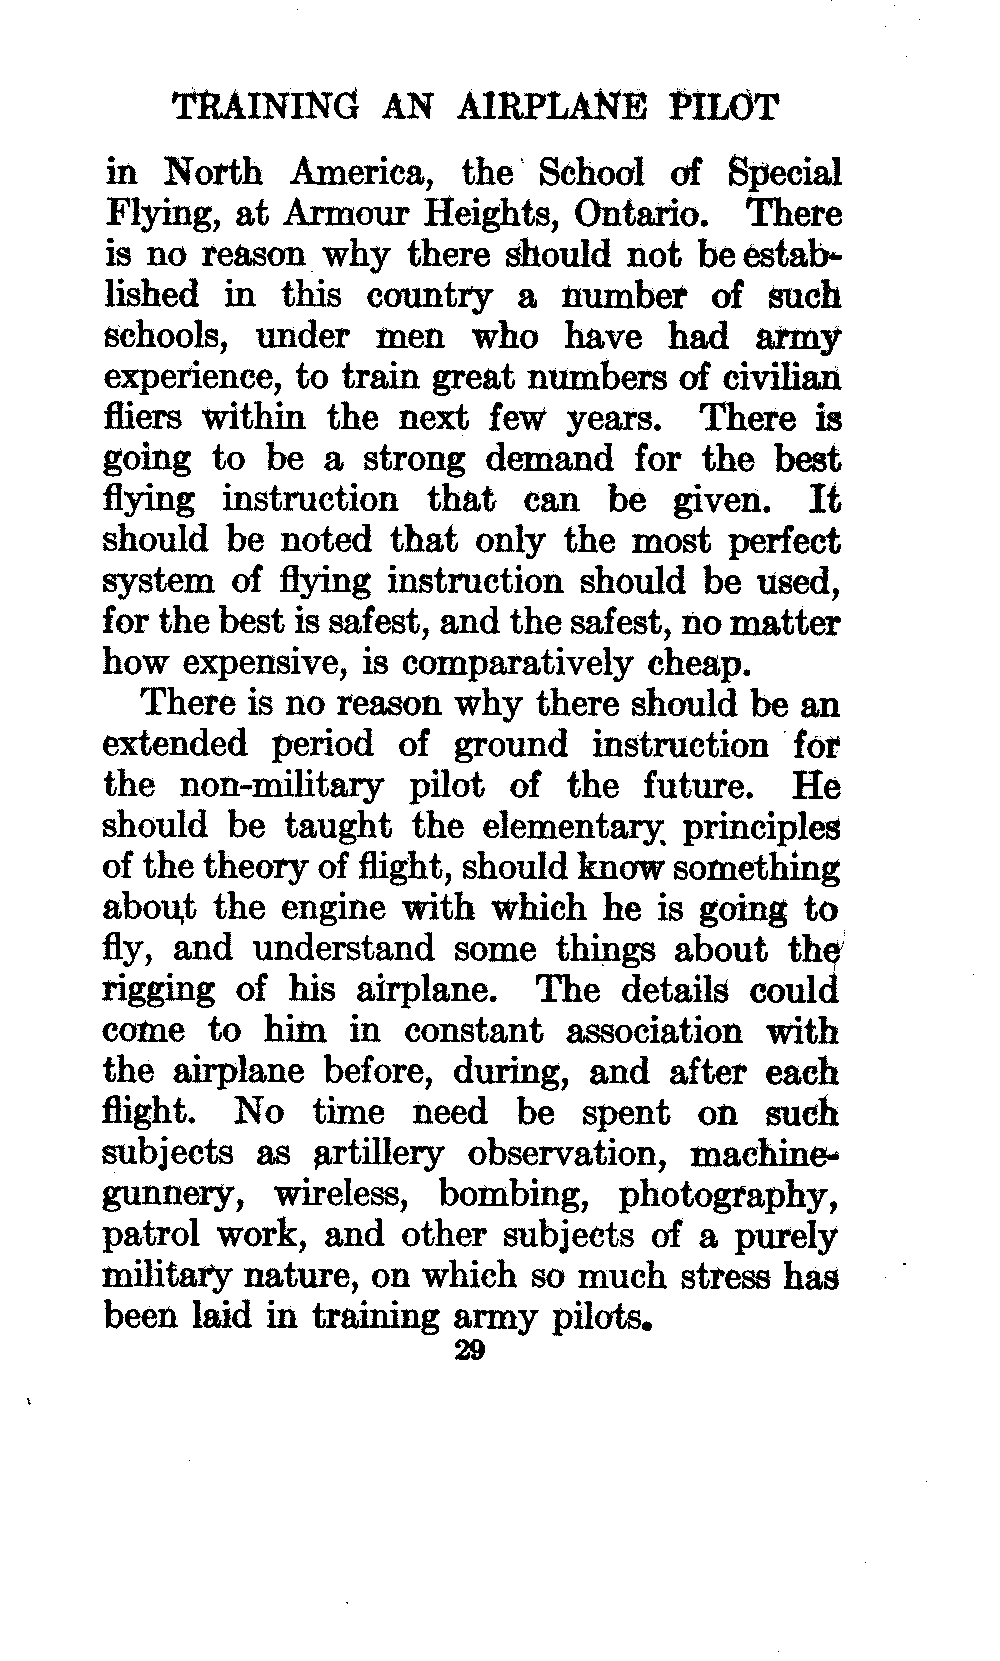 TRAINING AN AIRPLANE PILOT
in North America, the School of Special
Flying, at Armour Heights, Ontario. There
is no reason why there should not be estab-
lished in this country a number of such
schools, under men who have had army
experience, to train great numbers of civilian
fliers within the next few years. There is
going to be a strong demand for the best
flying instruction that can be given. It
should be noted that only the most perfect
system of flying instruction should be used,
for the best is safest, and the safest, no matter
how expensive, is comparatively cheap.
There is no reason why there should be an
extended period of ground instruction for
the non-military pilot of the future. He
should be taught the elementary principles
of the theory of flight, should know something
about the engine with which he is going to
fly, and understand some things about the
rigging of his airplane. The details could
come to him in constant association with
the airplane before, during, and after each
flight. No time need be spent on such
subjects as artillery observation, machine-
gunnery, wireless, bombing, photography,
patrol work, and other subjects of a purely
military nature, on which so much stress has
been laid in training army pilots.
29